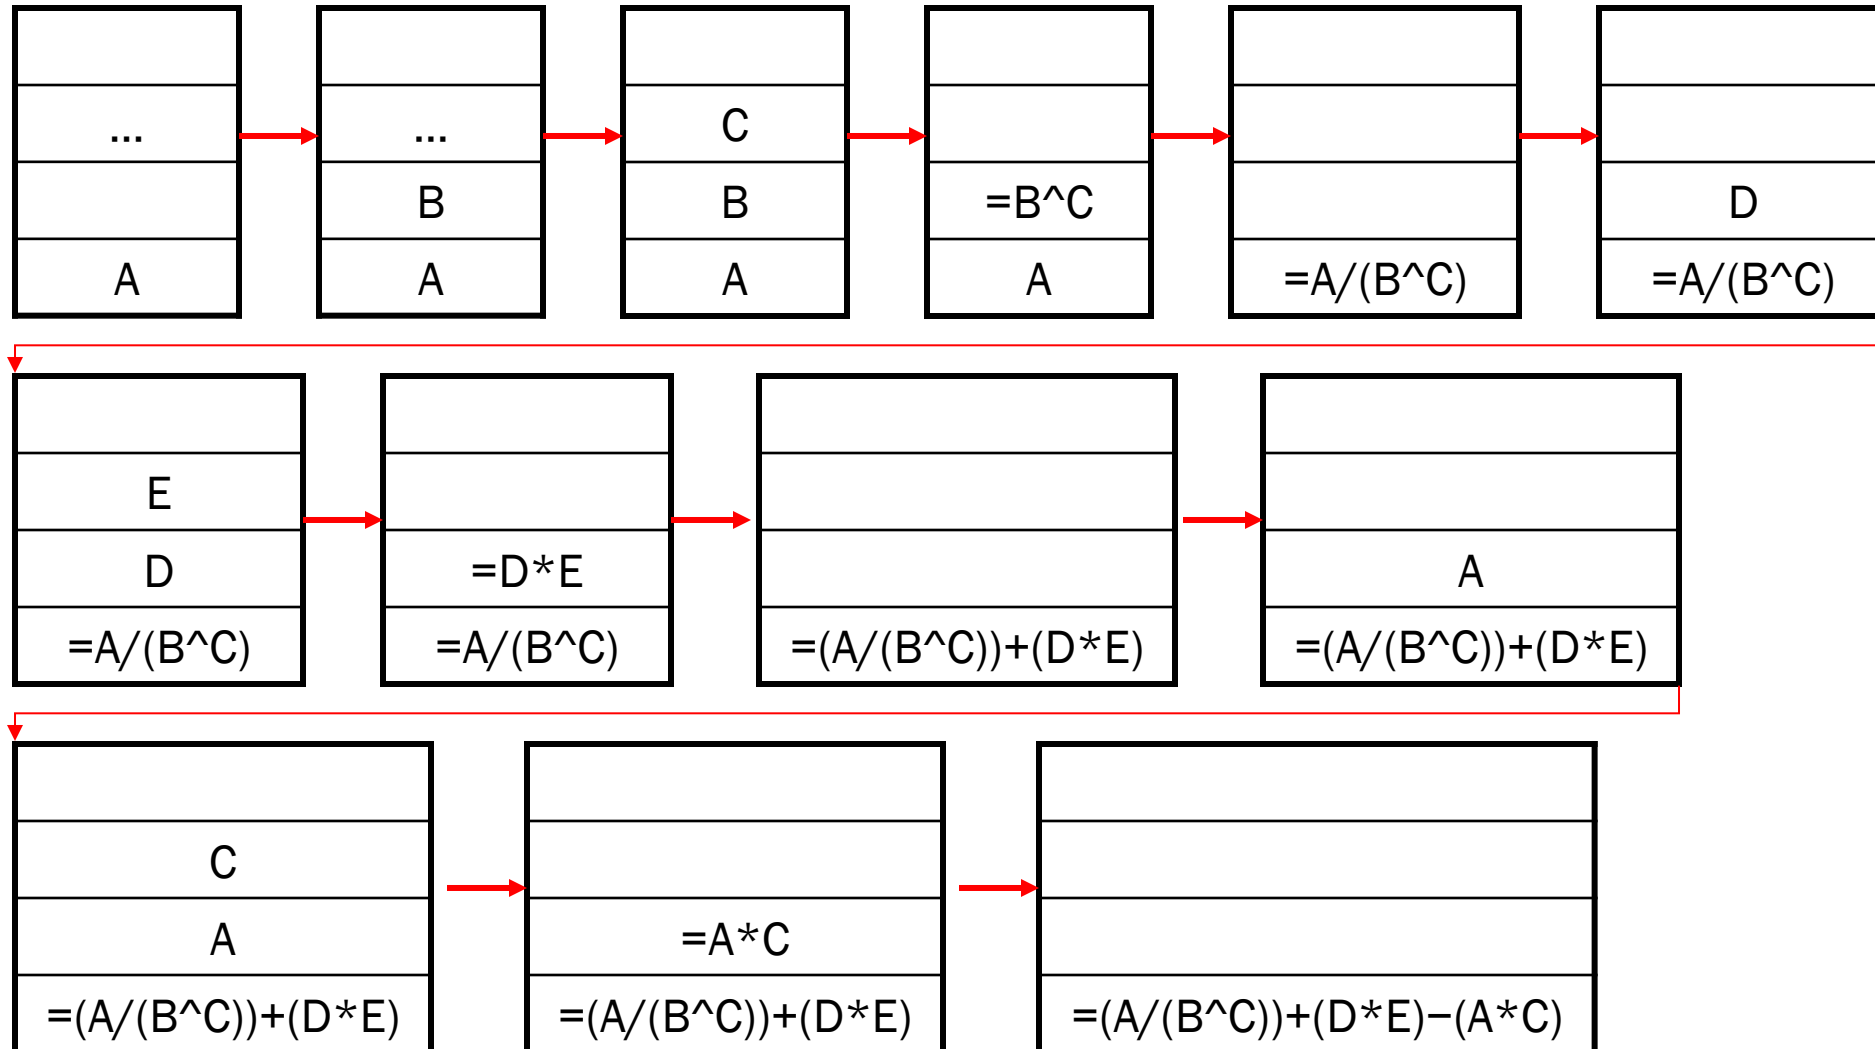 ...
A
...
B
A
C
B
A
=B^C
A
=A/(B^C)
D
=A/(B^C)
E
D
=A/(B^C)
=D*E
=A/(B^C)
=(A/(B^C))+(D*E)
A
=(A/(B^C))+(D*E)
C
A
=(A/(B^C))+(D*E)
=A*C
=(A/(B^C))+(D*E)
=(A/(B^C))+(D*E)−(A*C)